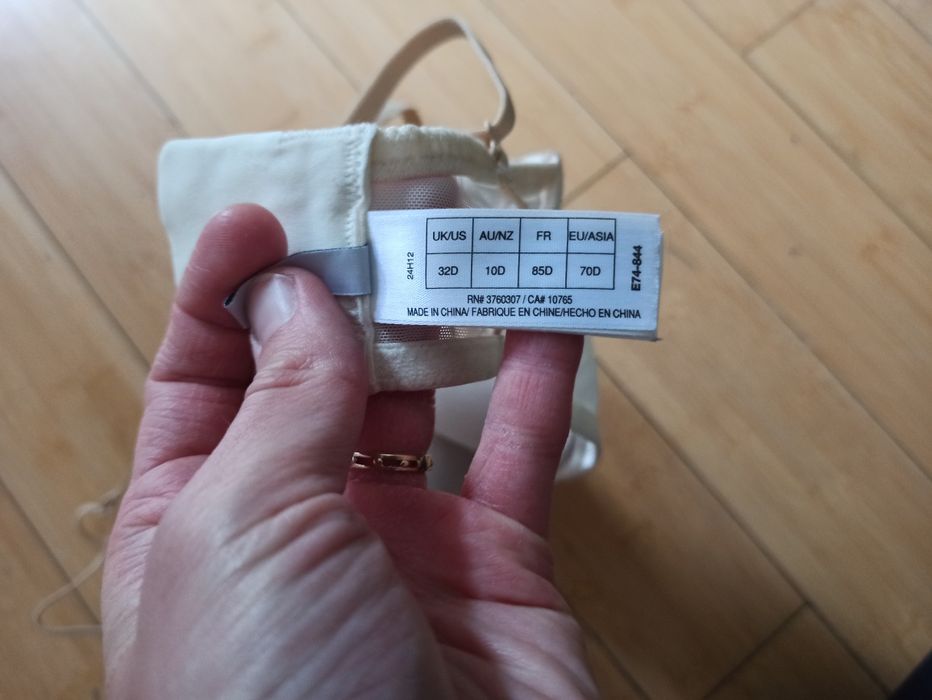 UK/US AU/NZ FR EU/ASIA
32D 10D 85D 70D
RN# 3760307 / CA# 10765
MADE IN CHINA/ FABRIQUE EN CHINE/HECHO EN CHINA
24H12
E74-844